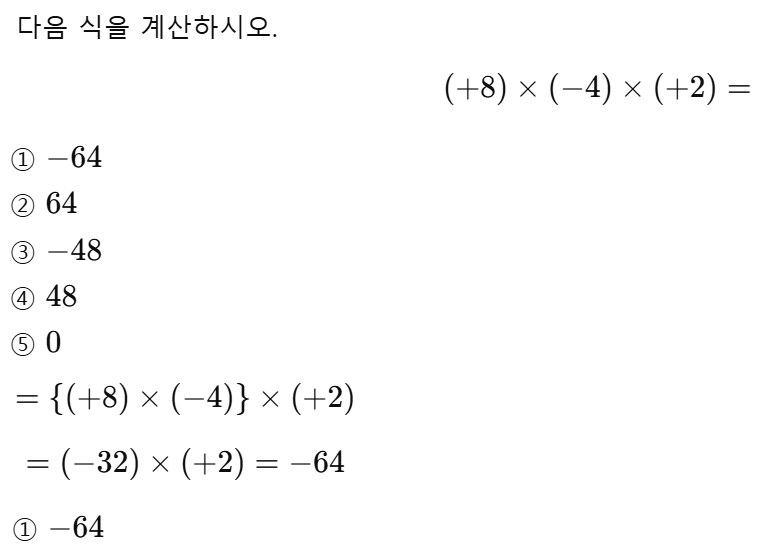 다음 식을 계산하시오.
(+8) × (−4) × (+2) =
① −64
② 64
③ −48
④ 48
⑤ 0
= {(+8) × (−4)} × (+2)
= (−32) × (+2) = −64
① −64